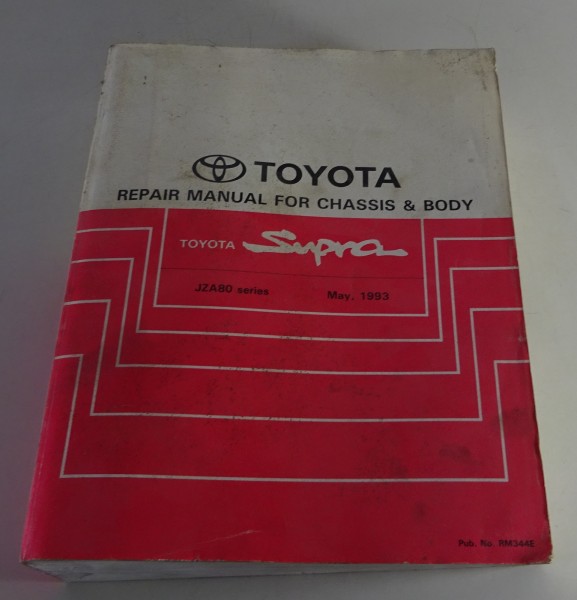 TOYOTA
REPAIR MANUAL FOR CHASSIS & BODY
TOYOTA Supra
JZA80 series May, 1993
Pub. No. RM344E